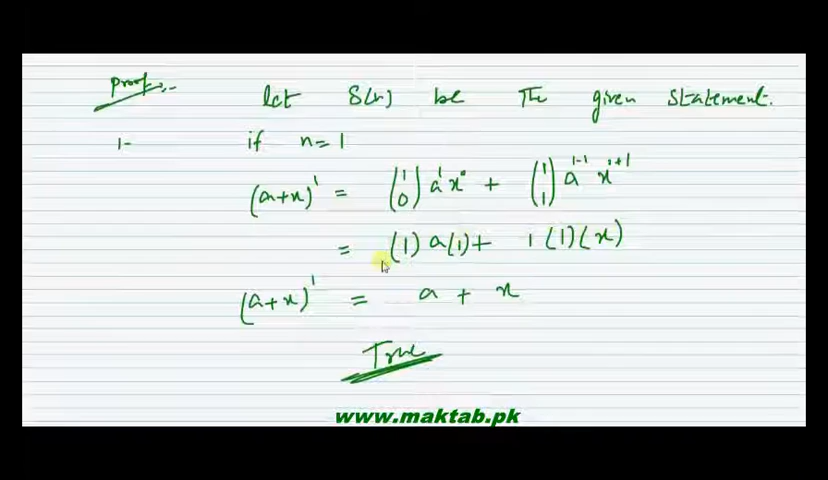 Proof:-
let S(n) be The given Statement.
1- if n = 1
(a+x)¹ = (1 0) a¹ x⁰ + (1 1) a¹⁻¹ x⁰⁺¹
= (1) a(1) + 1(1)(x)
(a+x)¹ = a + x
True
www.maktab.pk